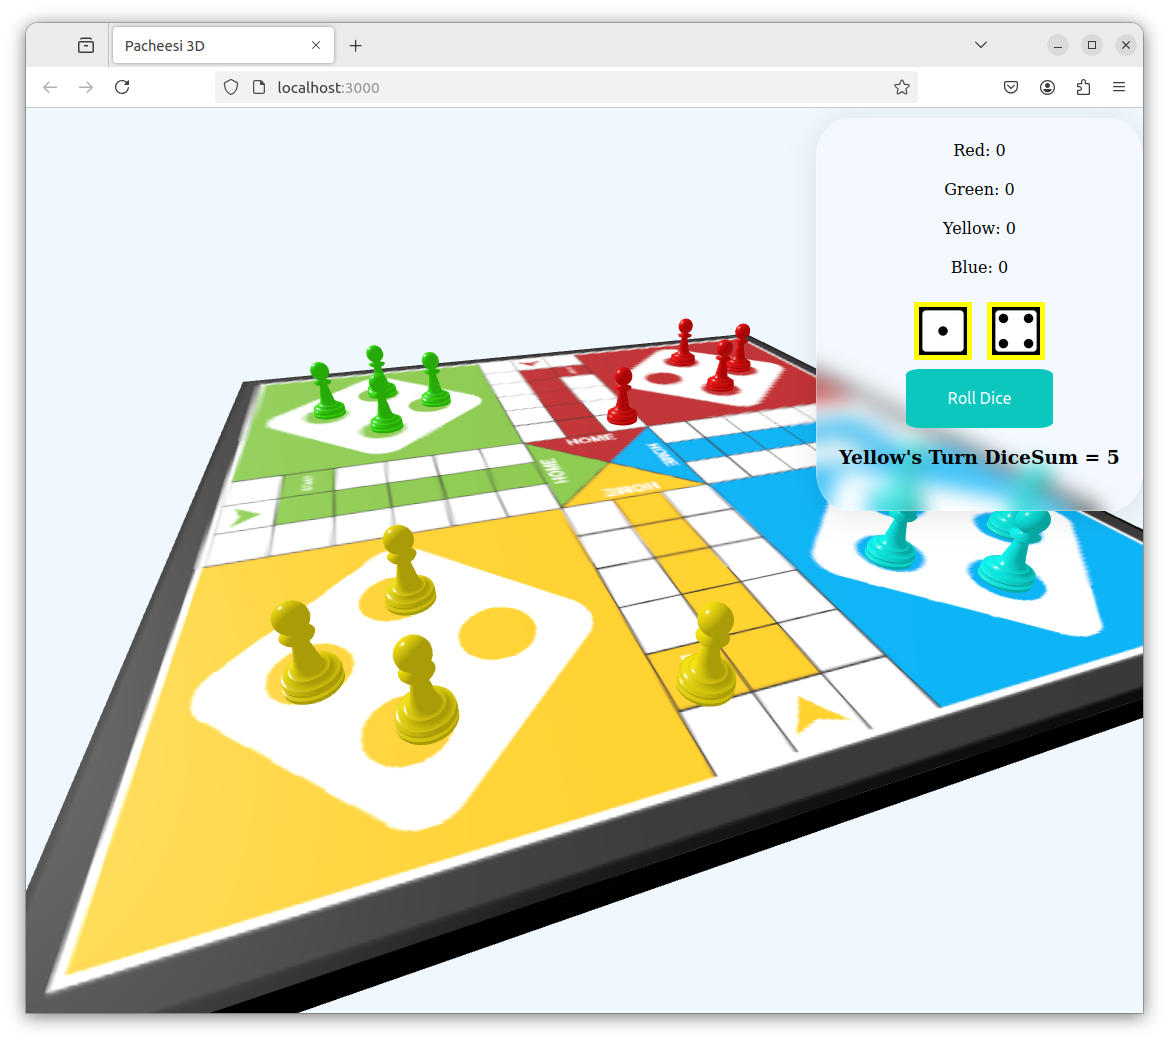 Pacheesi 3D
localhost:3000
Red: 0
Green: 0
Yellow: 0
Blue: 0
Roll Dice
Yellow's Turn DiceSum = 5
HOME
HOME
HOME
HOME